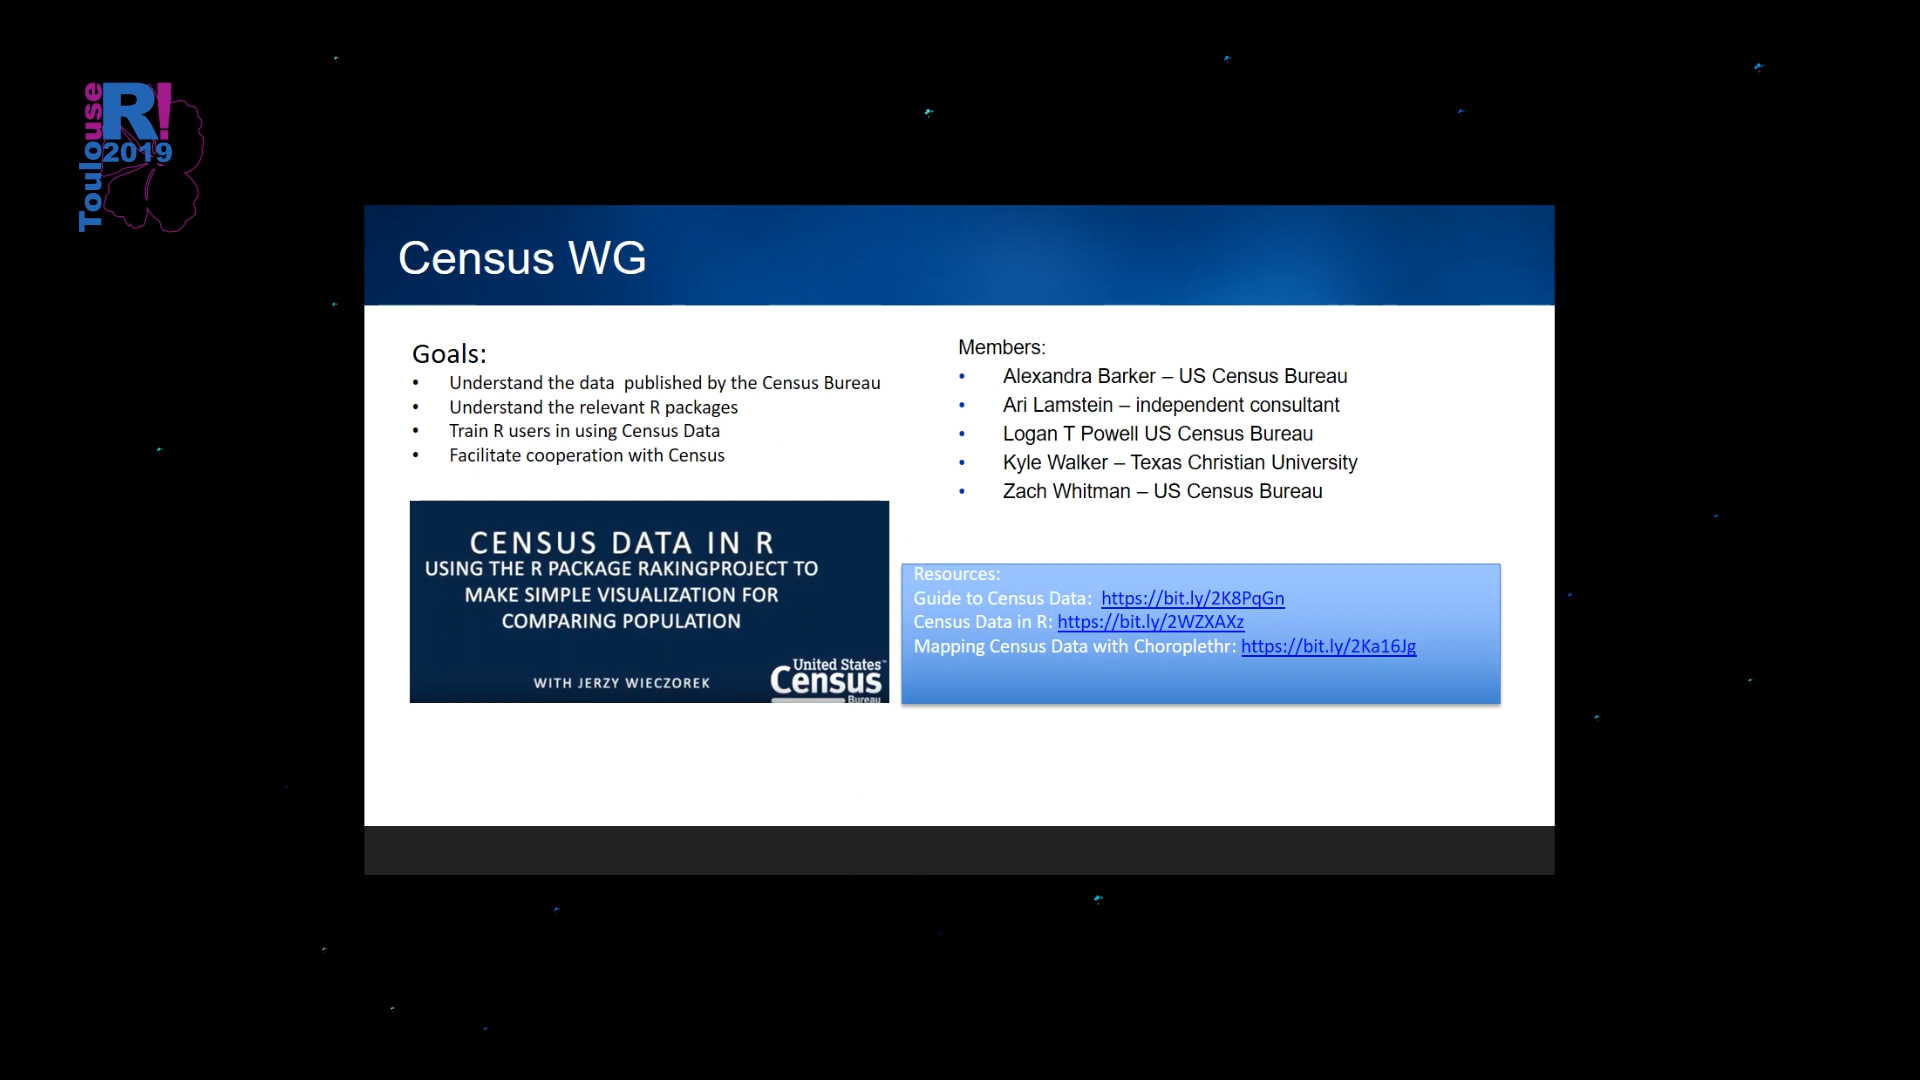 Toulouse
R!
2019
Census WG
Goals:
• Understand the data  published by the Census Bureau
• Understand the relevant R packages
• Train R users in using Census Data
• Facilitate cooperation with Census
Members:
• Alexandra Barker – US Census Bureau
• Ari Lamstein – independent consultant
• Logan T Powell US Census Bureau
• Kyle Walker – Texas Christian University
• Zach Whitman – US Census Bureau
CENSUS DATA IN R
USING THE R PACKAGE RAKINGPROJECT TO
MAKE SIMPLE VISUALIZATION FOR
COMPARING POPULATION
WITH JERZY WIECZOREK
United States™
Census
Bureau
Resources:
Guide to Census Data:  https://bit.ly/2K8PqGn
Census Data in R: https://bit.ly/2WZXAXz
Mapping Census Data with Choroplethr: https://bit.ly/2Ka16Jg